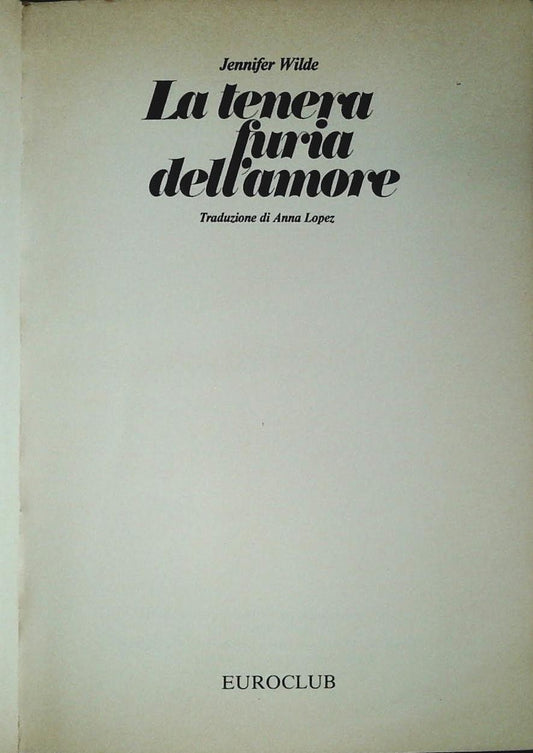 Jennifer Wilde
La tenera
furia
dell'amore
Traduzione di Anna Lopez
EUROCLUB